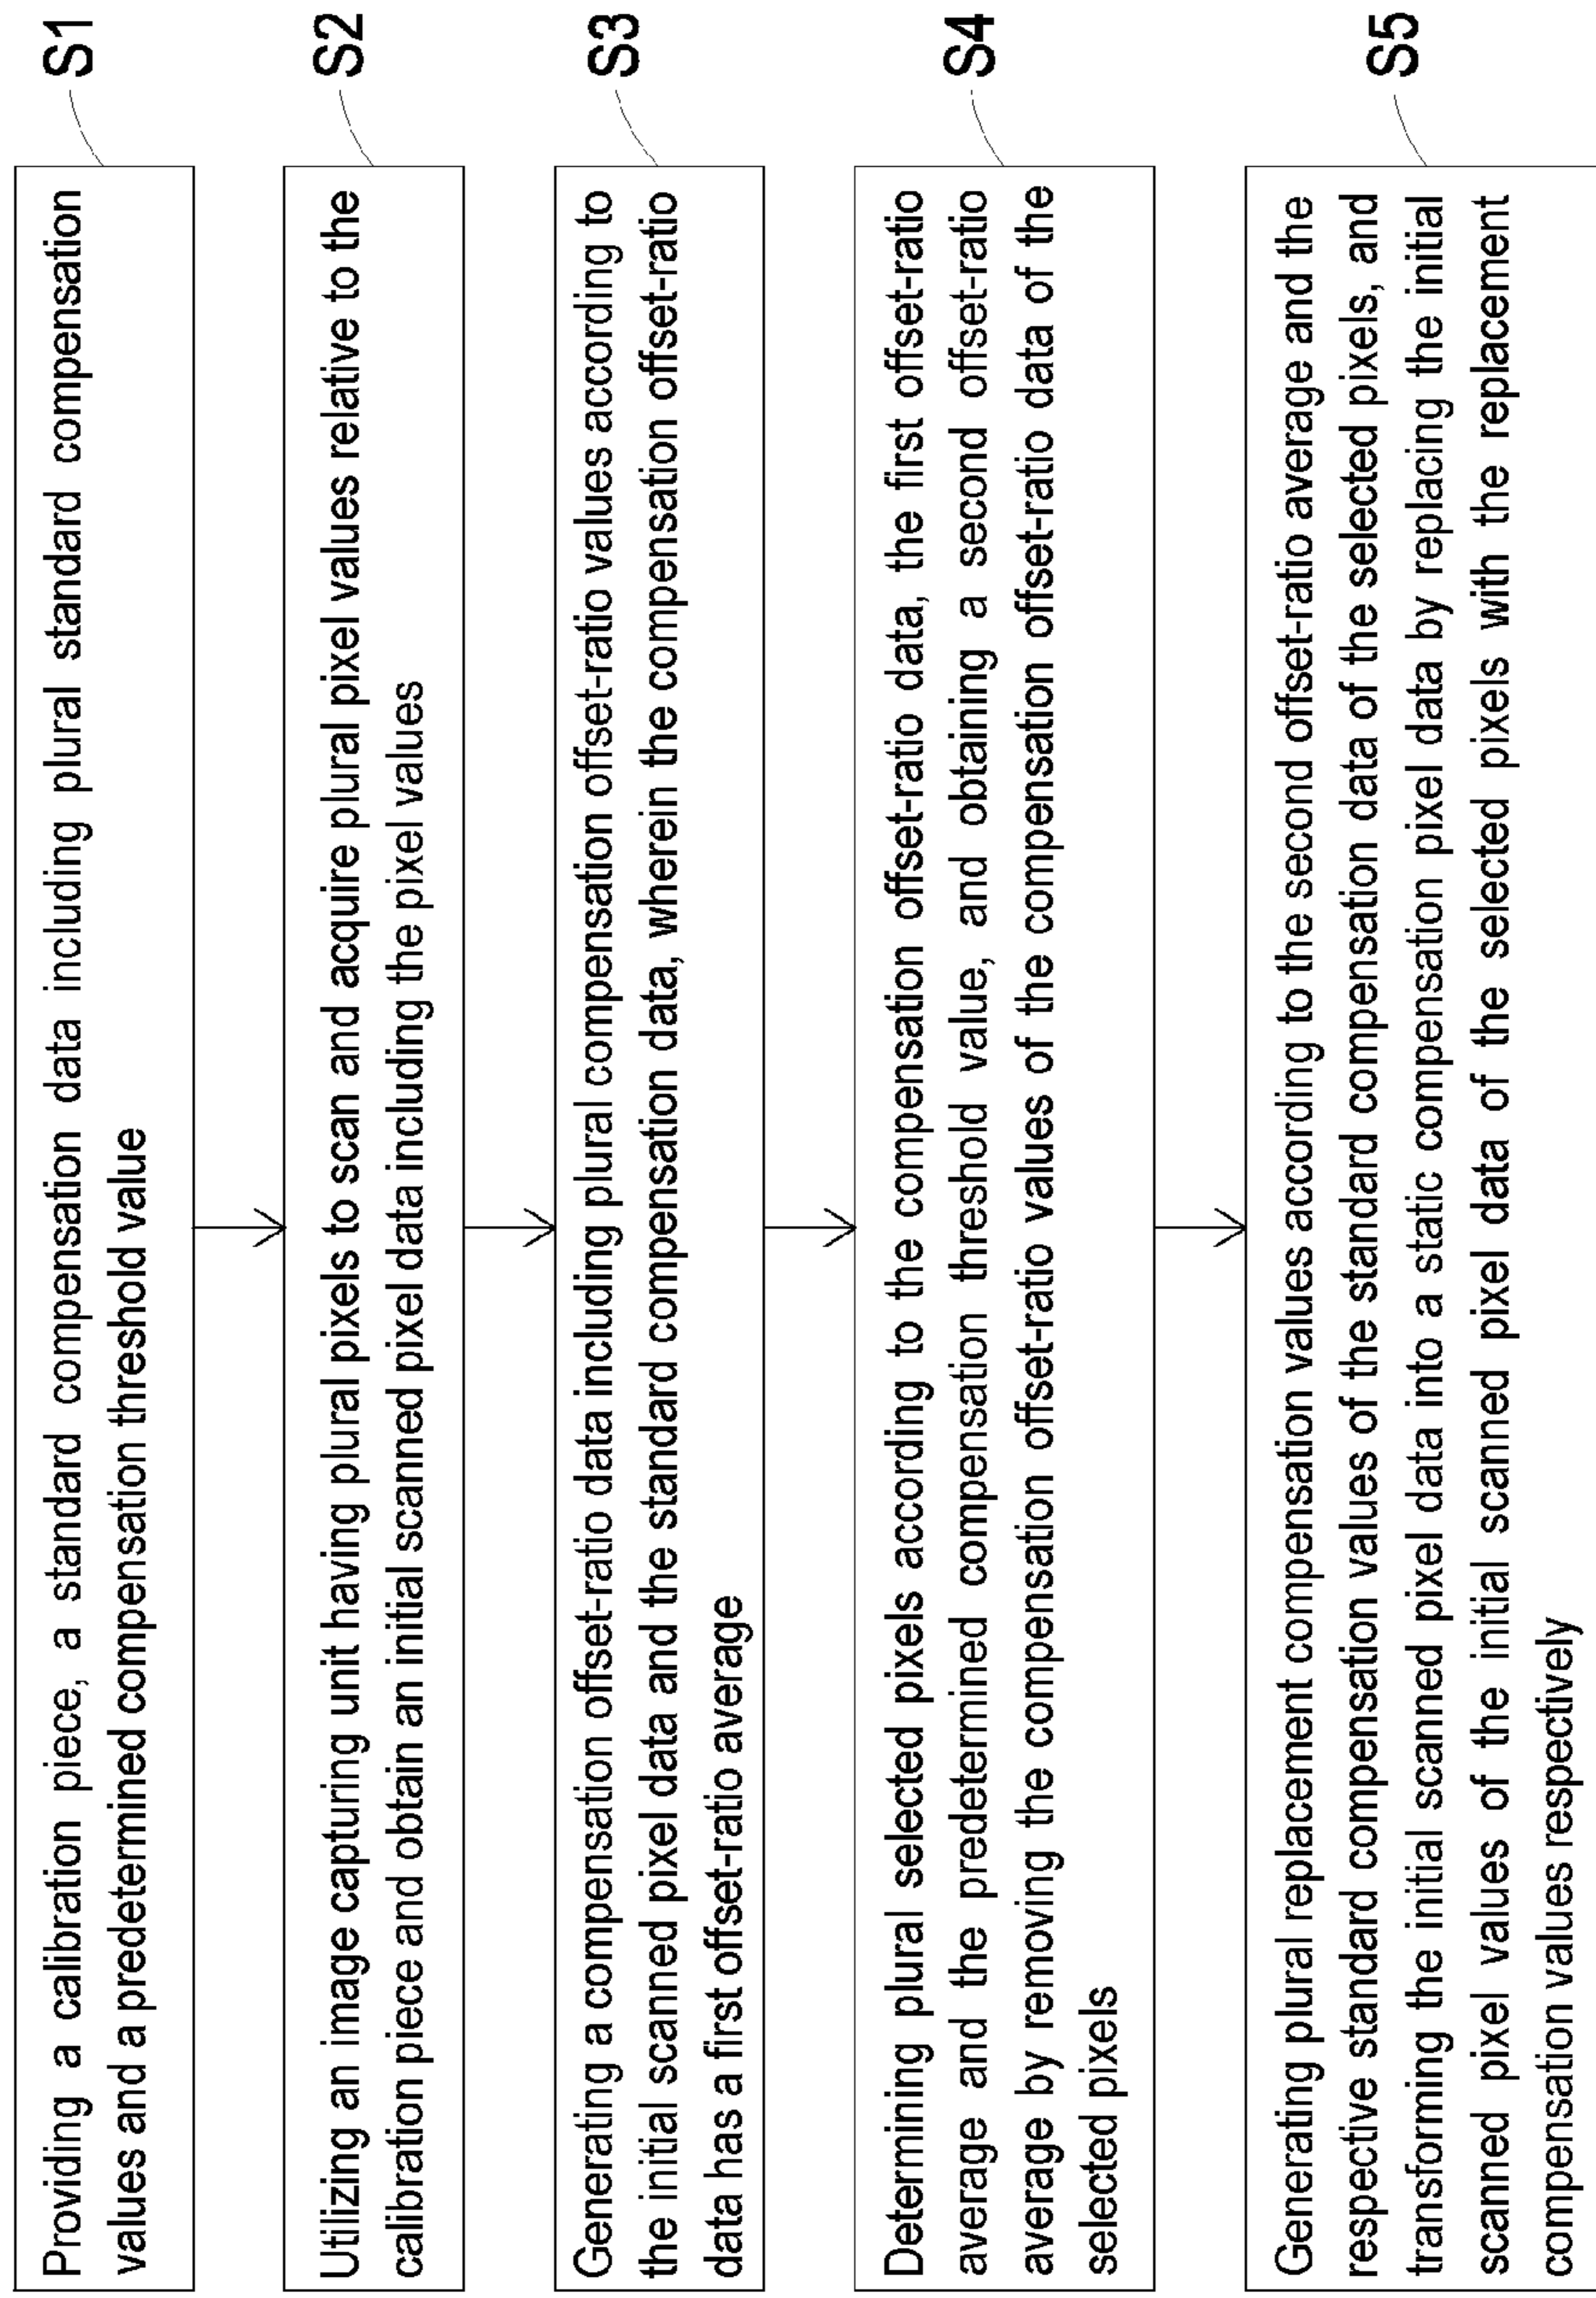 Providing a calibration piece, a standard compensation data including plural standard compensation
values and a predetermined compensation threshold value
S1
Utilizing an image capturing unit having plural pixels to scan and acquire plural pixel values relative to the
calibration piece and obtain an initial scanned pixel data including the pixel values
S2
Generating a compensation offset-ratio data including plural compensation offset-ratio values according to
the initial scanned pixel data and the standard compensation data, wherein the compensation offset-ratio
data has a first offset-ratio average
S3
Determining plural selected pixels according to the compensation offset-ratio data, the first offset-ratio
average and the predetermined compensation threshold value, and obtaining a second offset-ratio
average by removing the compensation offset-ratio values of the compensation offset-ratio data of the
selected pixels
S4
Generating plural replacement compensation values according to the second offset-ratio average and the
respective standard compensation values of the standard compensation data of the selected pixels, and
transforming the initial scanned pixel data into a static compensation pixel data by replacing the initial
scanned pixel values of the initial scanned pixel data of the selected pixels with the replacement
compensation values respectively
S5